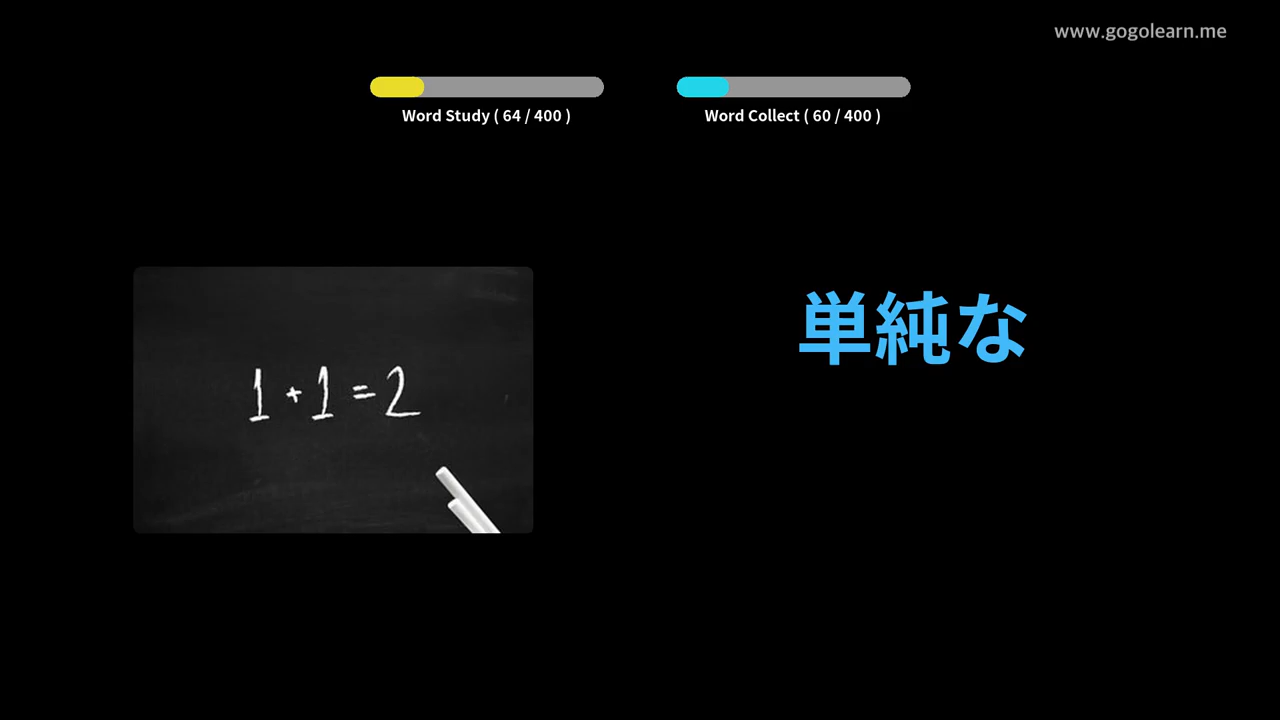 www.gogolearn.me
Word Study ( 64 / 400 )
Word Collect ( 60 / 400 )
1 + 1 = 2
単純な